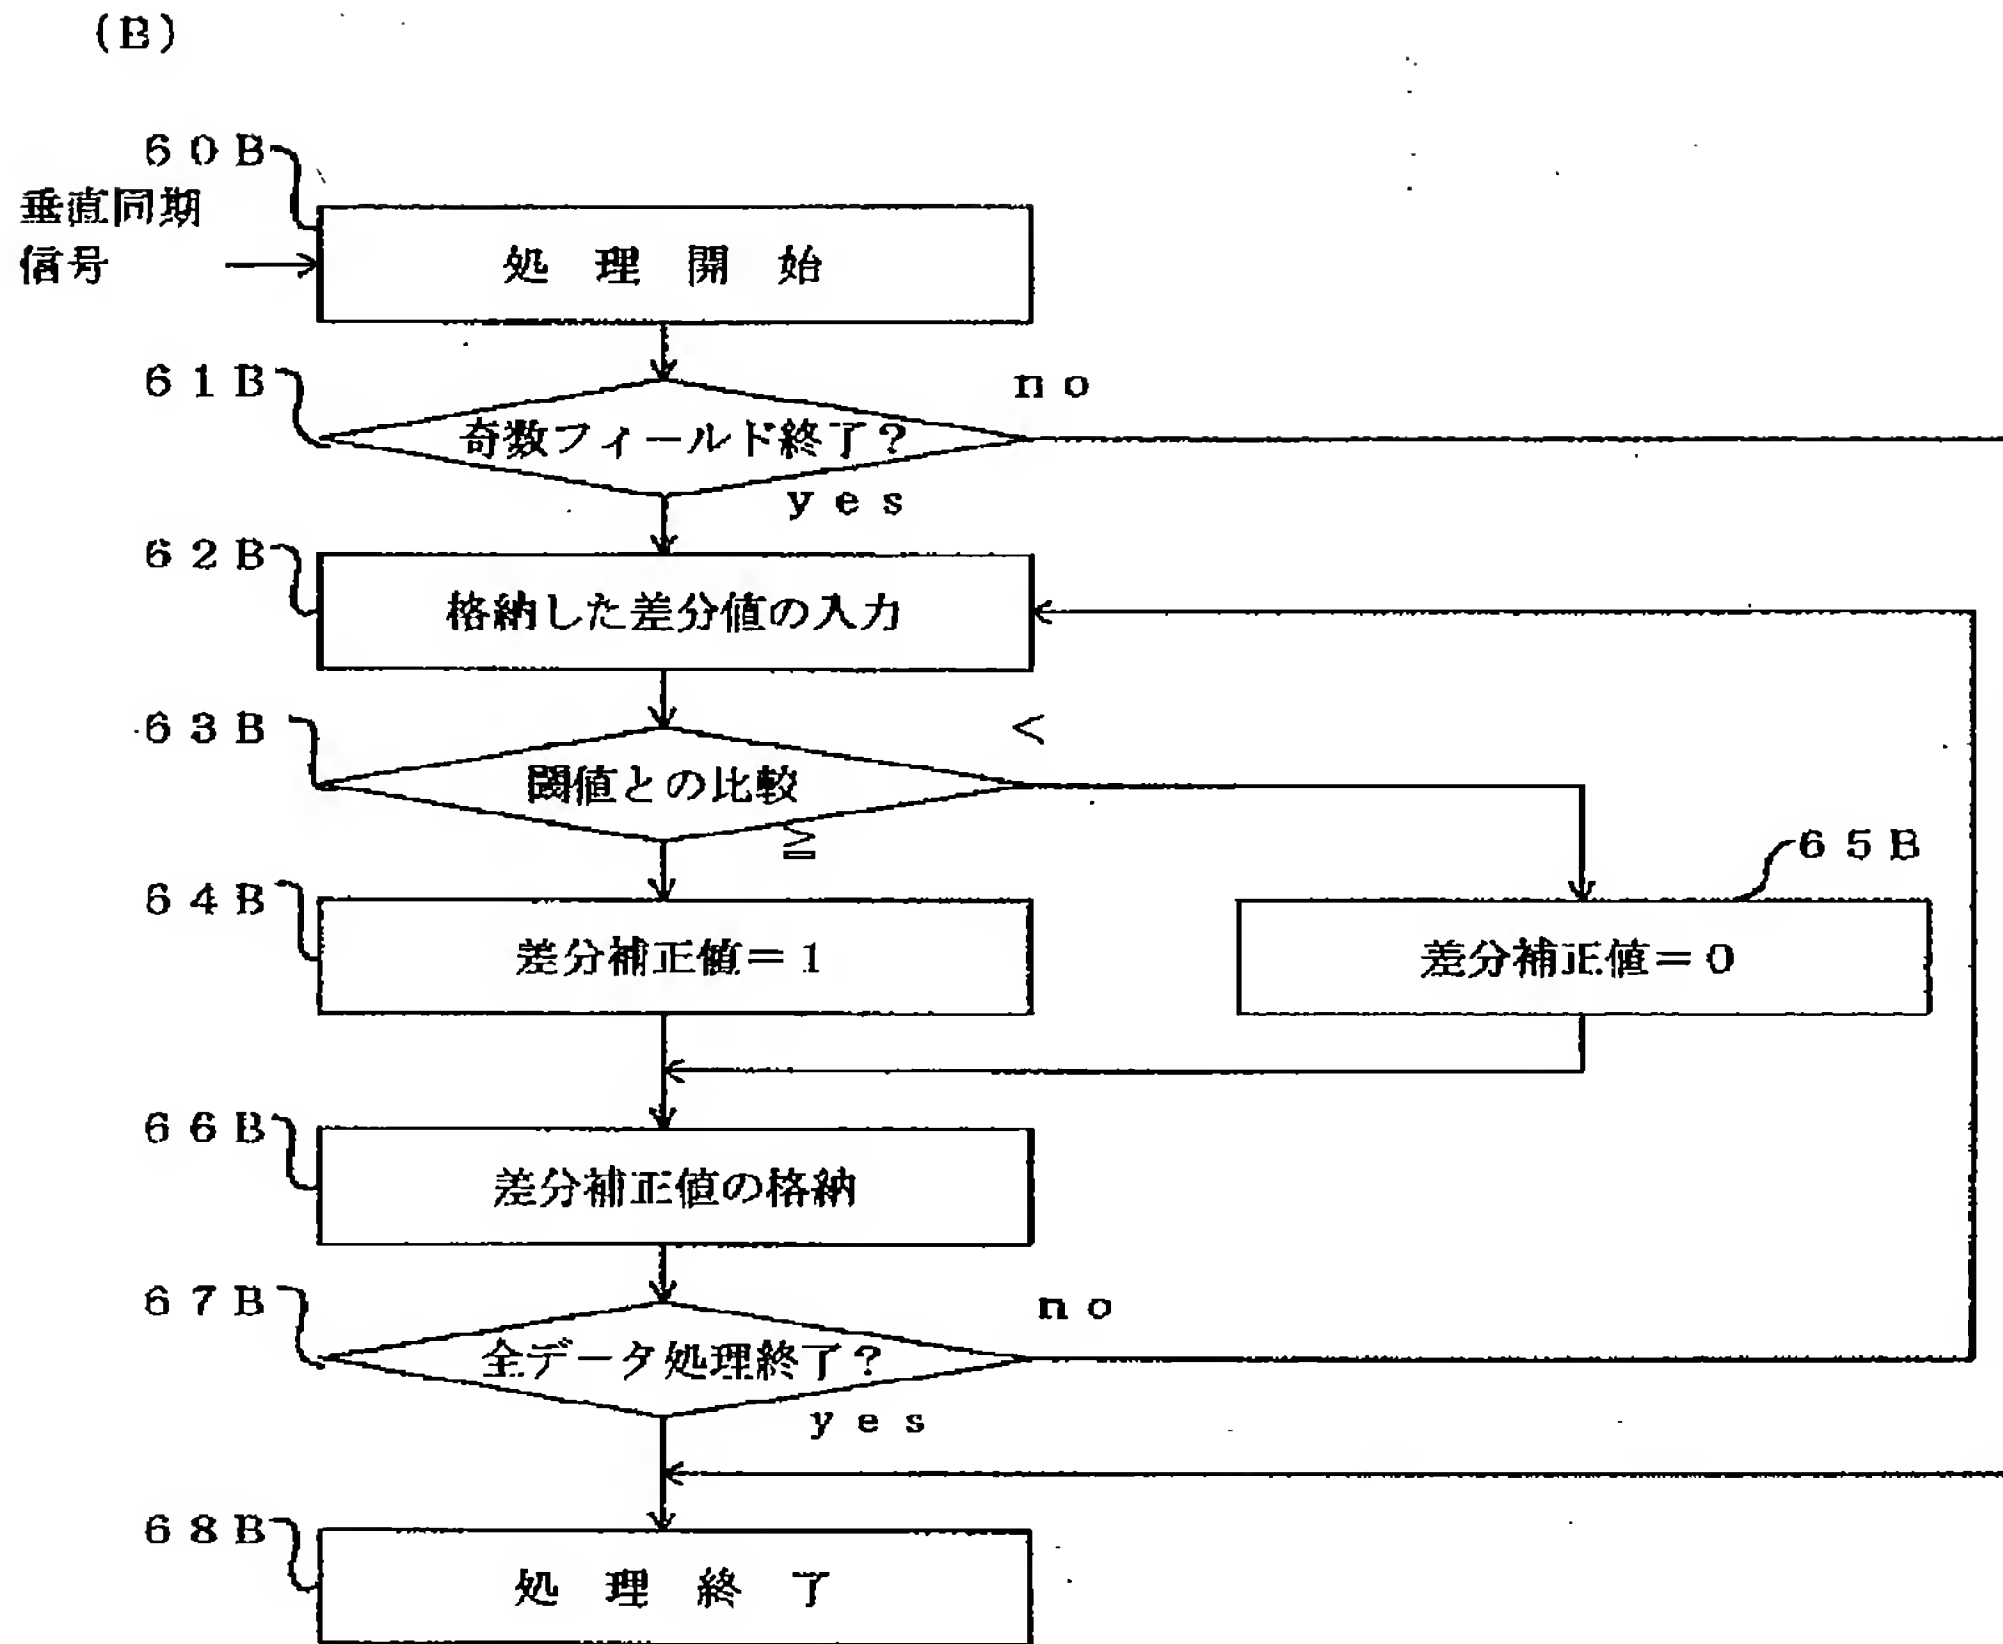 (B)
60B
垂直同期
信号
処理開始
61B
no
奇数フィールド終了?
yes
62B
格納した差分値の入力
63B
<
閾値との比較
≧
65B
64B
差分補正値=1
差分補正値=0
66B
差分補正値の格納
67B
no
全データ処理終了?
yes
68B
処理終了